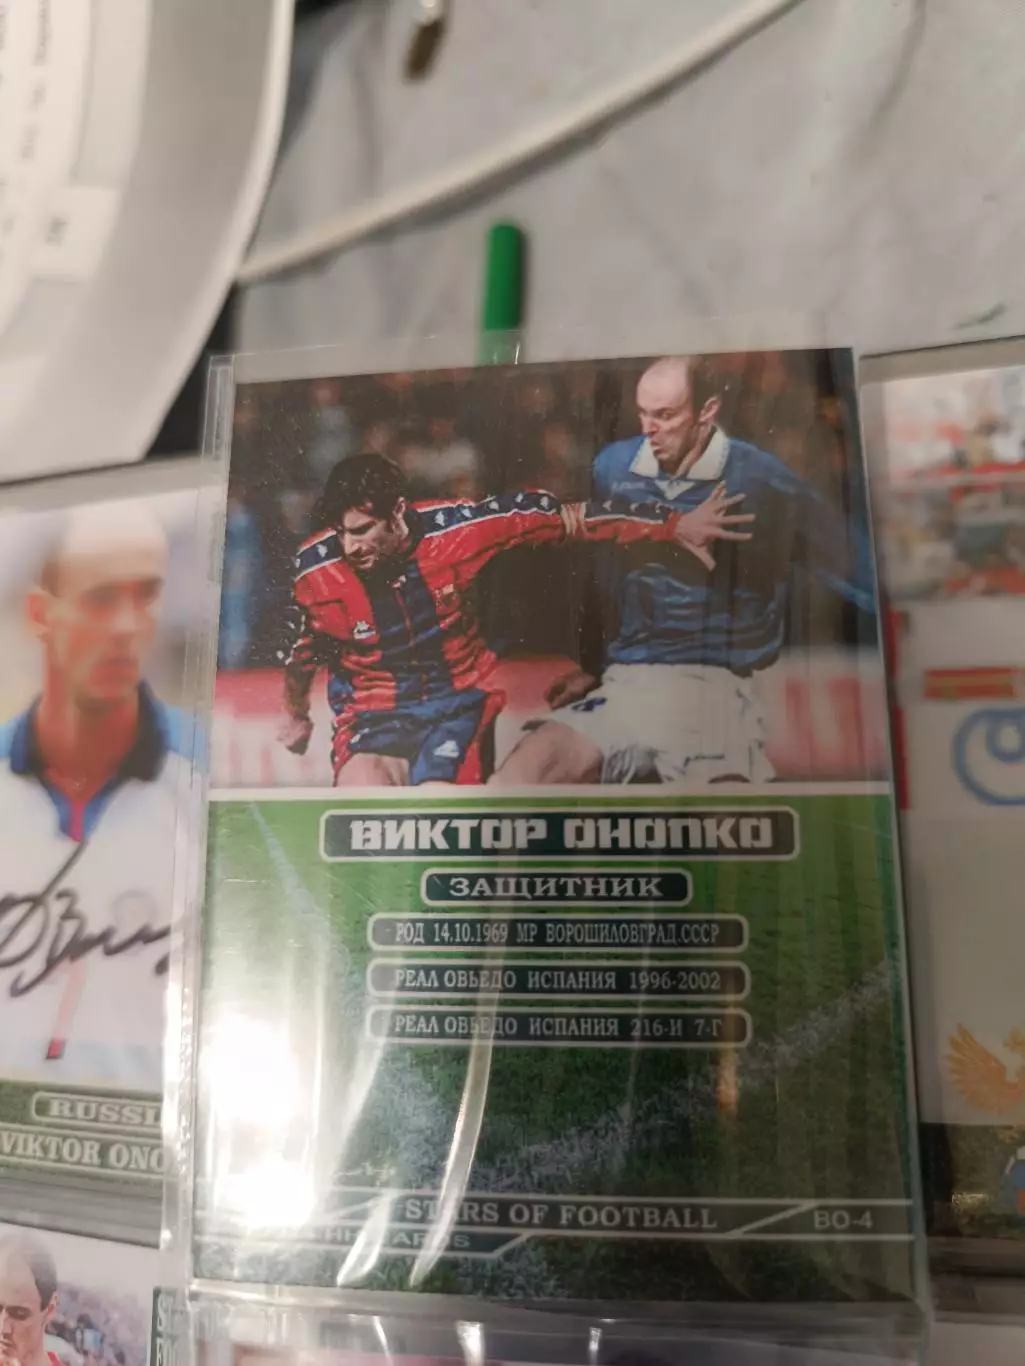 ВИКТОР ОНОПКО
ЗАЩИТНИК
РОД 14.10.1969 МР ВОРОШИЛОВГРАД.СССР
РЕАЛ ОВЬЕДО ИСПАНИЯ 1996-2002
РЕАЛ ОВЬЕДО ИСПАНИЯ 216-И 7-Г
STARS OF FOOTBALL
ВО-4
RUSSI
VIKTOR ONO